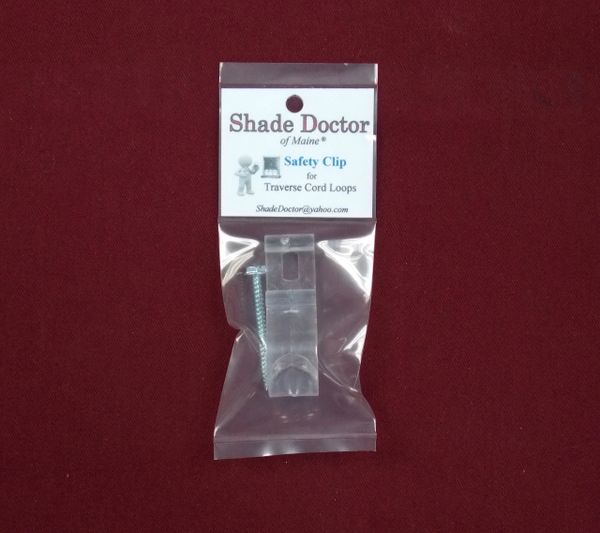 Shade Doctor
of Maine®
Safety Clip
for
Traverse Cord Loops
ShadeDoctor@yahoo.com